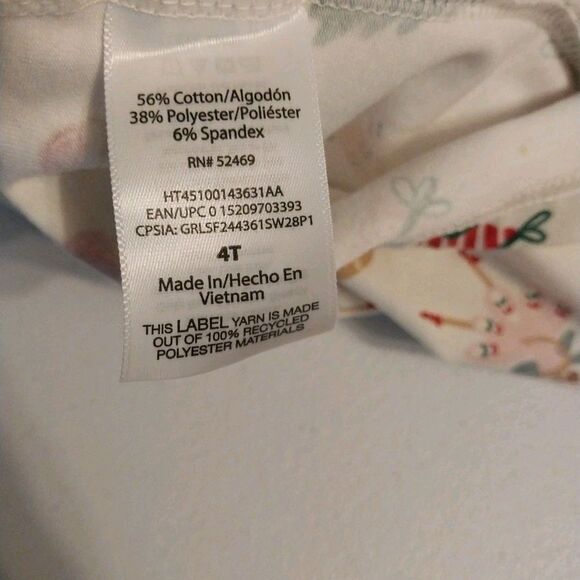 56% Cotton/Algodón
38% Polyester/Poliéster
6% Spandex
RN# 52469
HT45100143631AA
EAN/UPC 0 15209703393
CPSIA: GRLSF244361SW28P1
4T
Made In/Hecho En
Vietnam
THIS LABEL YARN IS MADE
OUT OF 100% RECYCLED
POLYESTER MATERIALS